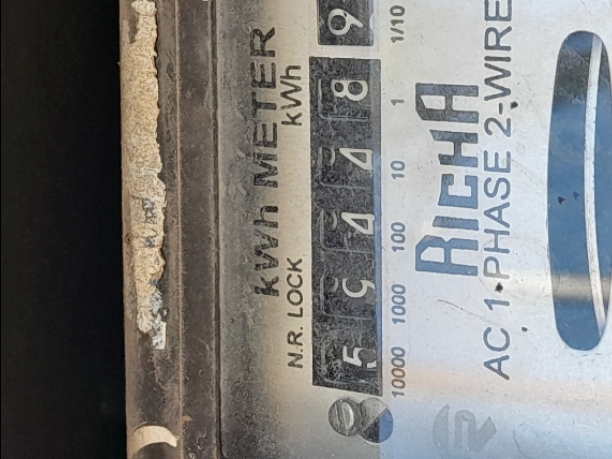 kWh METER
N.R. LOCK kWh
5 4 4 8 9
10000 1000 100 10 1 1/10
RICHA
AC 1-PHASE 2-WIRE